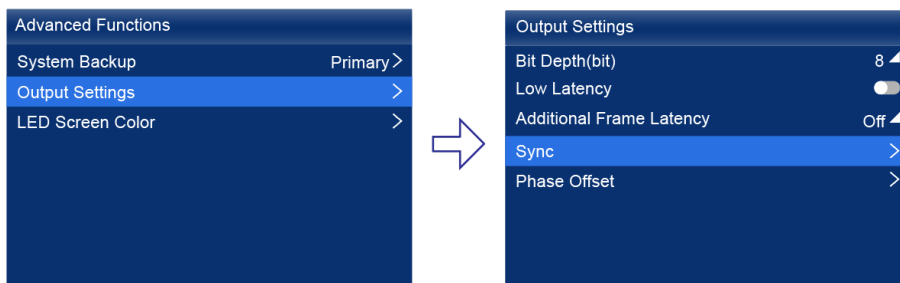 Advanced Functions
System Backup Primary
Output Settings
LED Screen Color
Output Settings
Bit Depth(bit) 8
Low Latency
Additional Frame Latency Off
Sync
Phase Offset